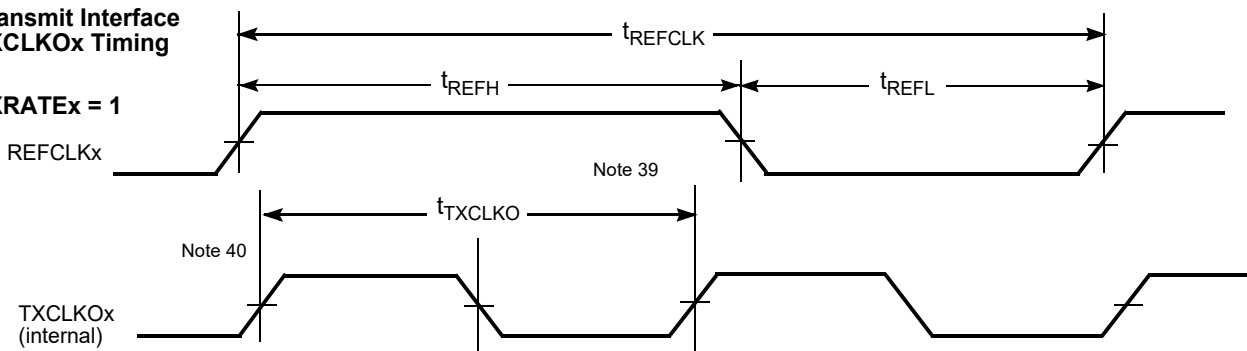 ansmit Interface
CLKOx Timing
tREFCLK
tREFH
tREFL
RATEx = 1
REFCLKx
Note 39
tTXCLKO
Note 40
TXCLKOx
(internal)